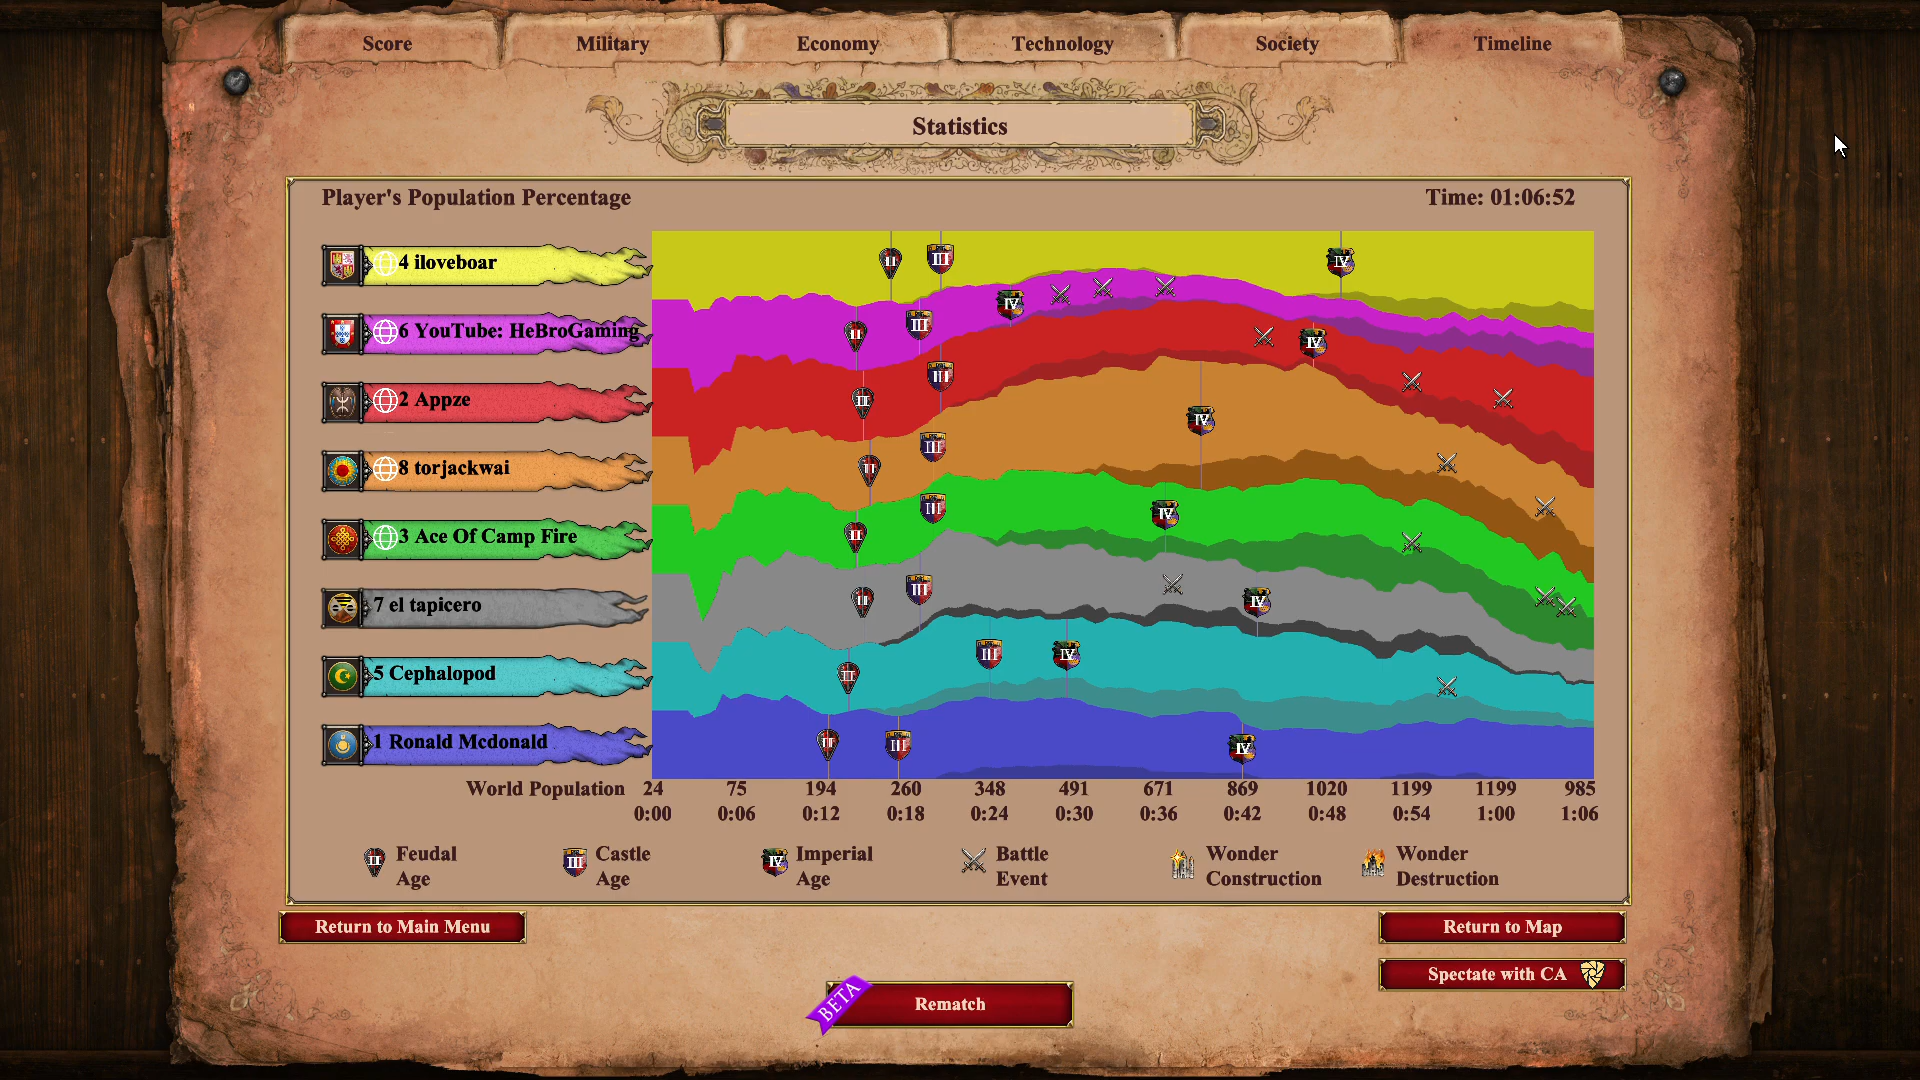 Score Military Economy Technology Society Timeline
Statistics
Player's Population Percentage Time: 01:06:52
4 iloveboar
6 YouTube: HeBroGaming
2 Appze
8 torjackwai
3 Ace Of Camp Fire
7 el tapicero
5 Cephalopod
1 Ronald Mcdonald
World Population 24 75 194 260 348 491 671 869 1020 1199 1199 985
0:00 0:06 0:12 0:18 0:24 0:30 0:36 0:42 0:48 0:54 1:00 1:06
Feudal Age
Castle Age
Imperial Age
Battle Event
Wonder Construction
Wonder Destruction
Return to Main Menu
Return to Map
Spectate with CA
BETA
Rematch